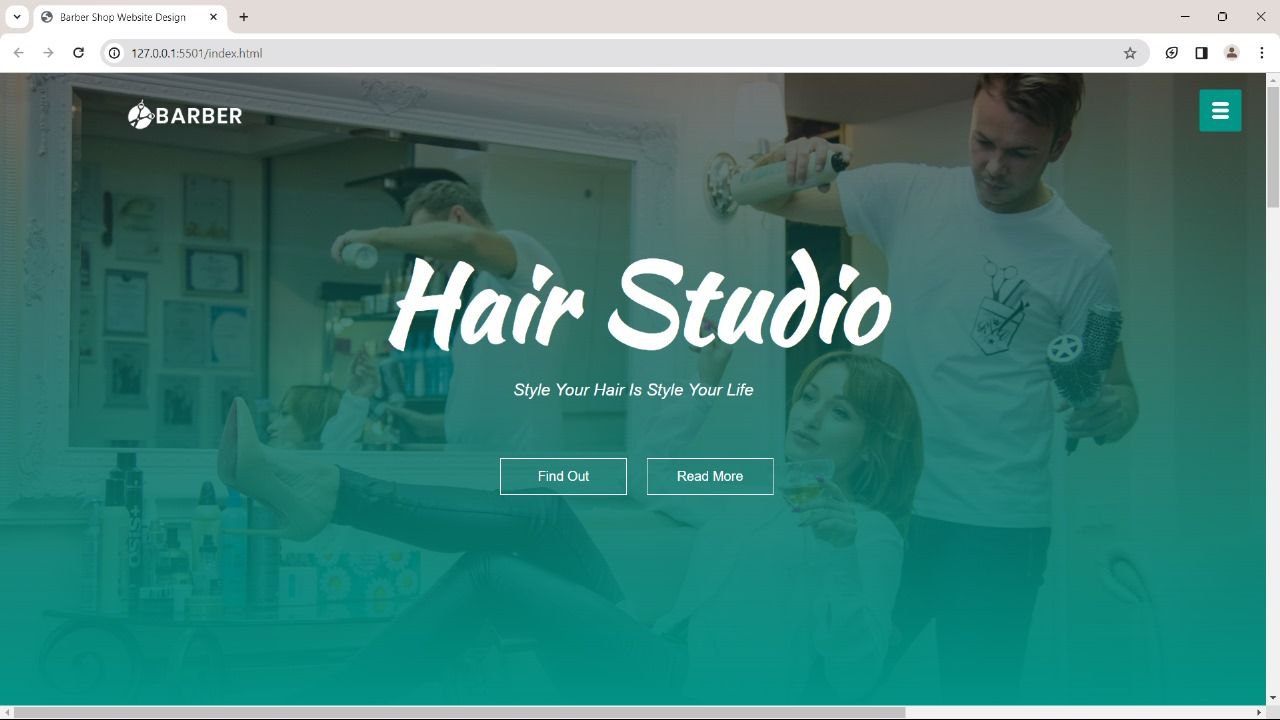 Barber Shop Website Design
127.0.0.1:5501/index.html
BARBER
Hair Studio
Style Your Hair Is Style Your Life
Find Out
Read More